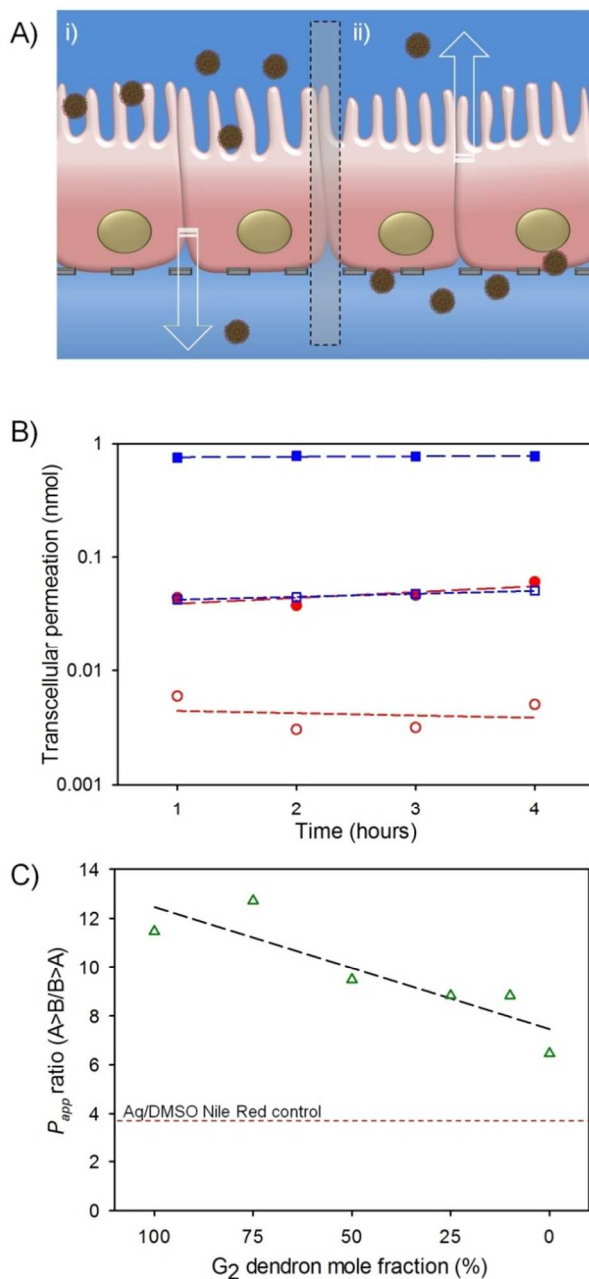 A)
i)
ii)
B)
Transcellular permeation (nmol)
1
0.1
0.01
0.001
1
2
3
4
Time (hours)
C)
P_app ratio (A>B/B>A)
14
12
10
8
6
4
2
0
Aq/DMSO Nile Red control
100
75
50
25
0
G2 dendron mole fraction (%)